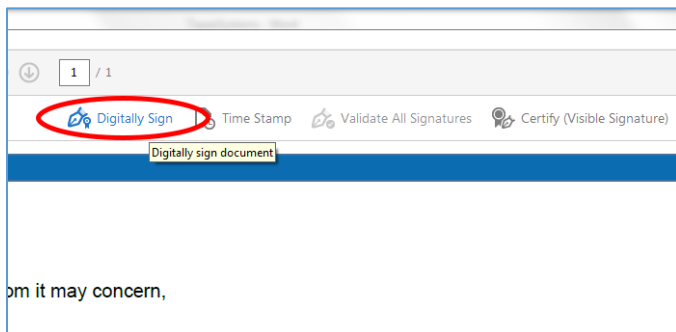 1 / 1
Digitally Sign Time Stamp Validate All Signatures Certify (Visible Signature)
Digitally sign document
om it may concern,